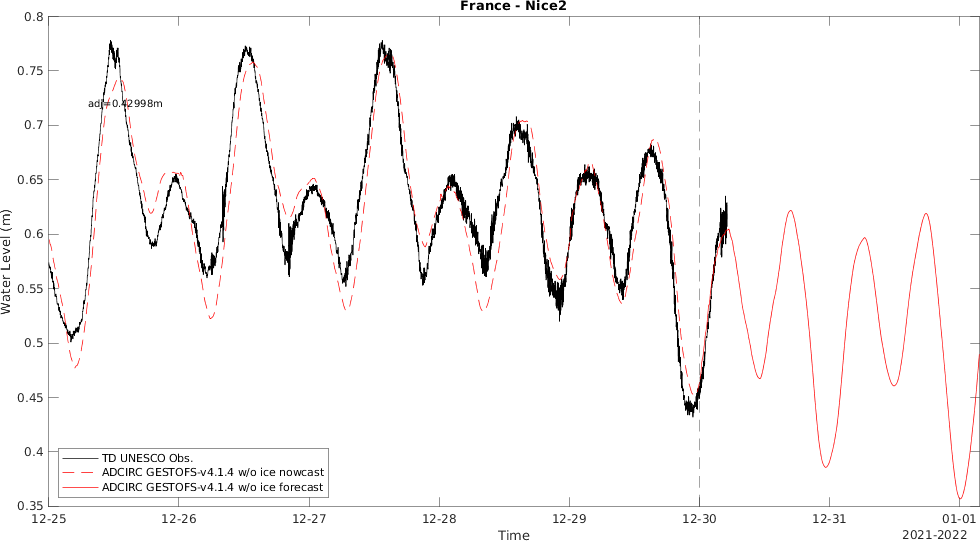 France - Nice2
0.8
0.75
0.7
0.65
0.6
0.55
0.5
0.45
0.4
0.35
Water Level (m)
adj=0.42998m
TD UNESCO Obs.
ADCIRC GESTOFS-v4.1.4 w/o ice nowcast
ADCIRC GESTOFS-v4.1.4 w/o ice forecast
12-25 12-26 12-27 12-28 12-29 12-30 12-31 01-01
Time
2021-2022